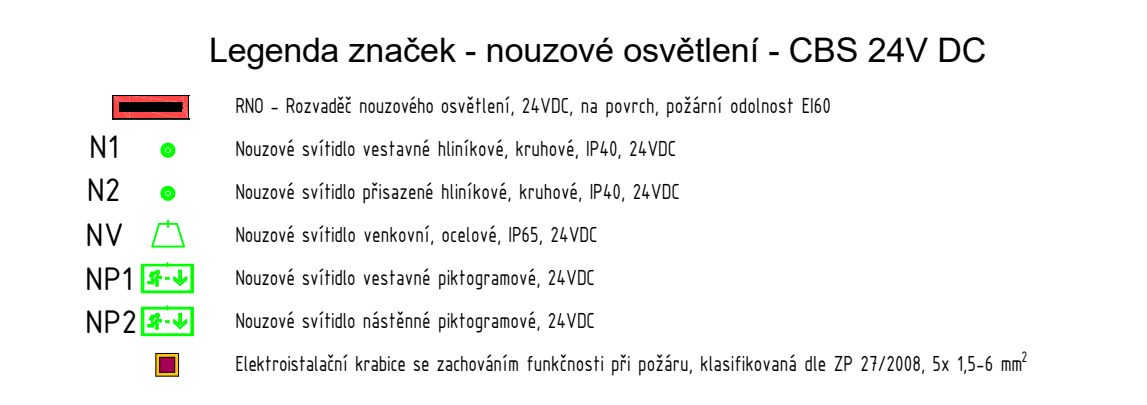 Legenda značek - nouzové osvětlení - CBS 24V DC
RNO - Rozvaděč nouzového osvětlení, 24VDC, na povrch, požární odolnost EI60
N1 Nouzové svítidlo vestavné hliníkové, kruhové, IP40, 24VDC
N2 Nouzové svítidlo přisazené hliníkové, kruhové, IP40, 24VDC
NV Nouzové svítidlo venkovní, ocelové, IP65, 24VDC
NP1 Nouzové svítidlo vestavné piktogramové, 24VDC
NP2 Nouzové svítidlo nástěnné piktogramové, 24VDC
Elektroistalační krabice se zachováním funkčnosti při požáru, klasifikovaná dle ZP 27/2008, 5x 1,5-6 mm²